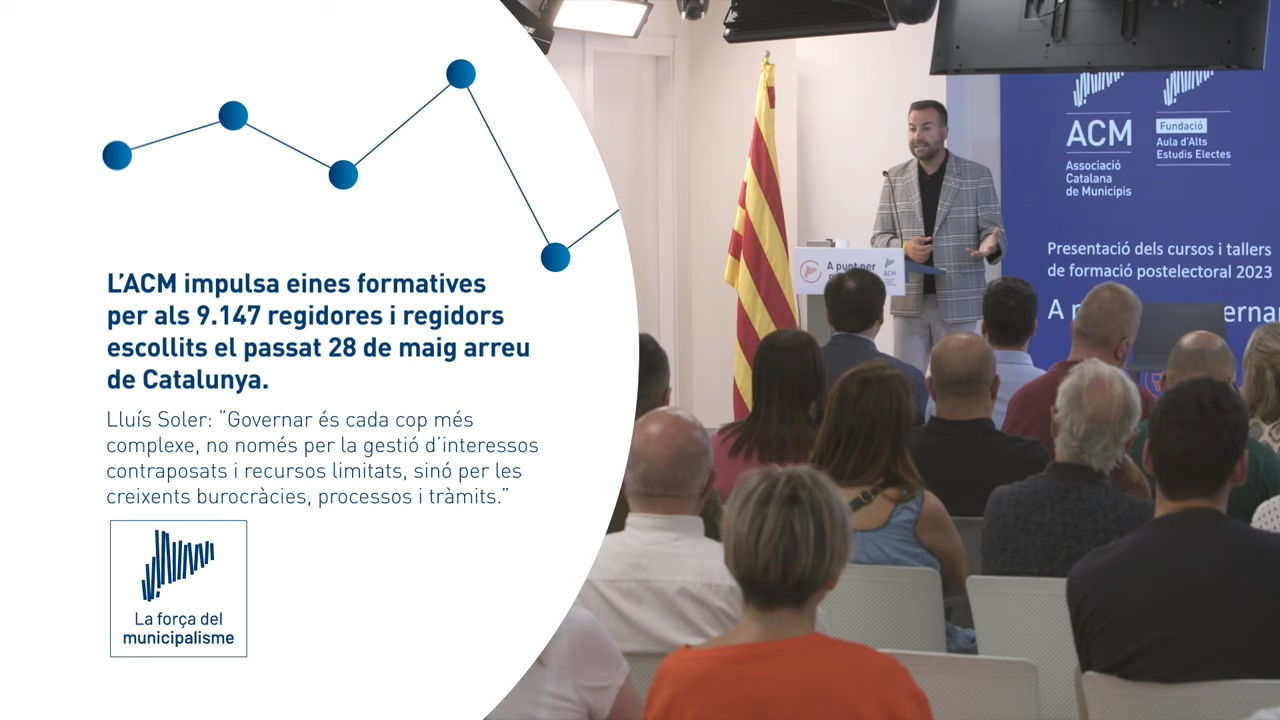 L'ACM impulsa eines formatives
per als 9.147 regidores i regidors
escollits el passat 28 de maig arreu
de Catalunya.
Lluís Soler: “Governar és cada cop més
complexe, no només per la gestió d'interessos
contraposats i recursos limitats, sinó per les
creixents burocràcies, processos i tràmits.”
La força del
municipalisme
ACM
Associació
Catalana
de Municipis
Fundació
Aula d'Alts
Estudis Electes
Presentació dels cursos i tallers
de formació postelectoral 2023
A
A punt per
ACM